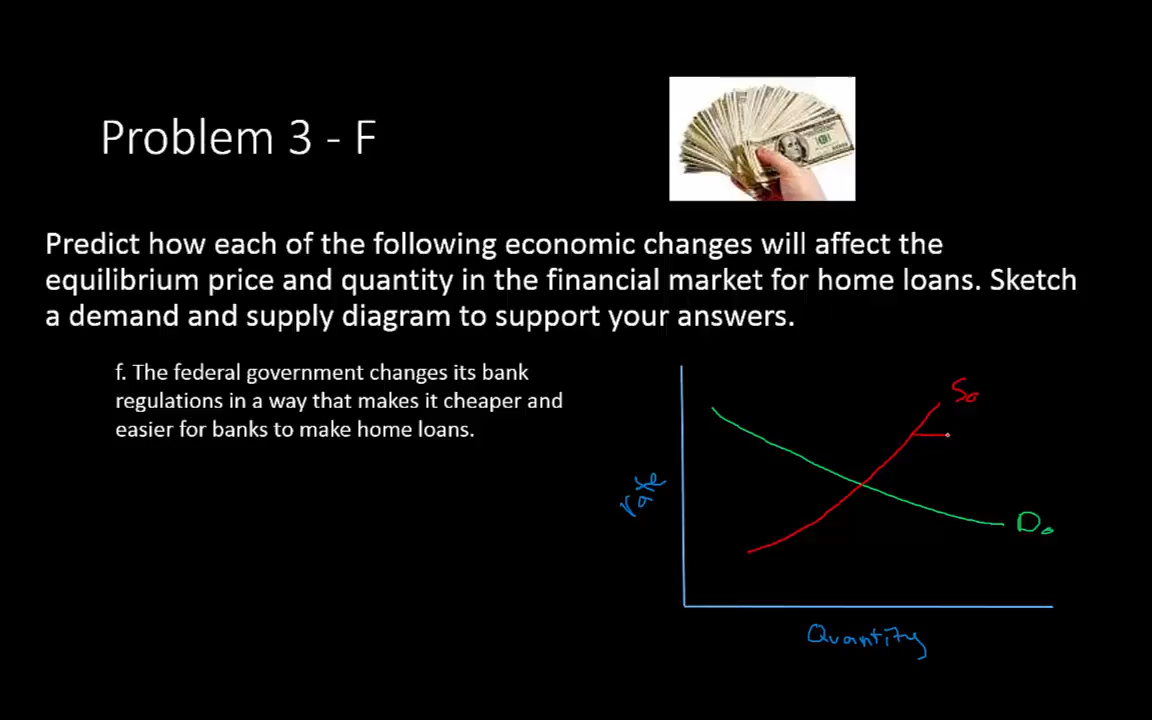 Problem 3 - F
Predict how each of the following economic changes will affect the
equilibrium price and quantity in the financial market for home loans. Sketch
a demand and supply diagram to support your answers.
f. The federal government changes its bank
regulations in a way that makes it cheaper and
easier for banks to make home loans.
S₀
rate
D₀
Quantity